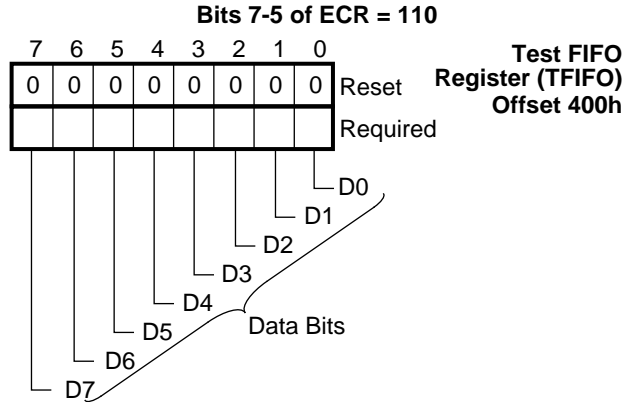 Bits 7-5 of ECR = 110
7 6 5 4 3 2 1 0
Test FIFO
Register (TFIFO)
Offset 400h
0 0 0 0 0 0 0 0 Reset
Required
D0
D1
D2
D3
D4
D5
D6
D7
Data Bits